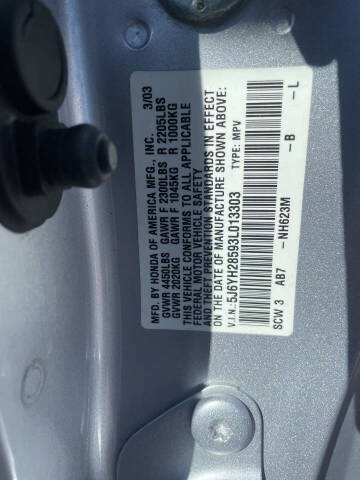 MFD. BY HONDA OF AMERICA MFG., INC. 3/03
GVWR 4450LBS GAWR F 2300LBS R 2205LBS
GVWR 2020KG GAWR F 1045KG R 1000KG
THIS VEHICLE CONFORMS TO ALL APPLICABLE
FEDERAL MOTOR VEHICLE SAFETY
AND THEFT PREVENTION STANDARDS IN EFFECT
ON THE DATE OF MANUFACTURE SHOWN ABOVE.
V.I.N.: 5J6YH28593L013303 TYPE: MPV
SCW 3 AB7 -NH623M -B -L